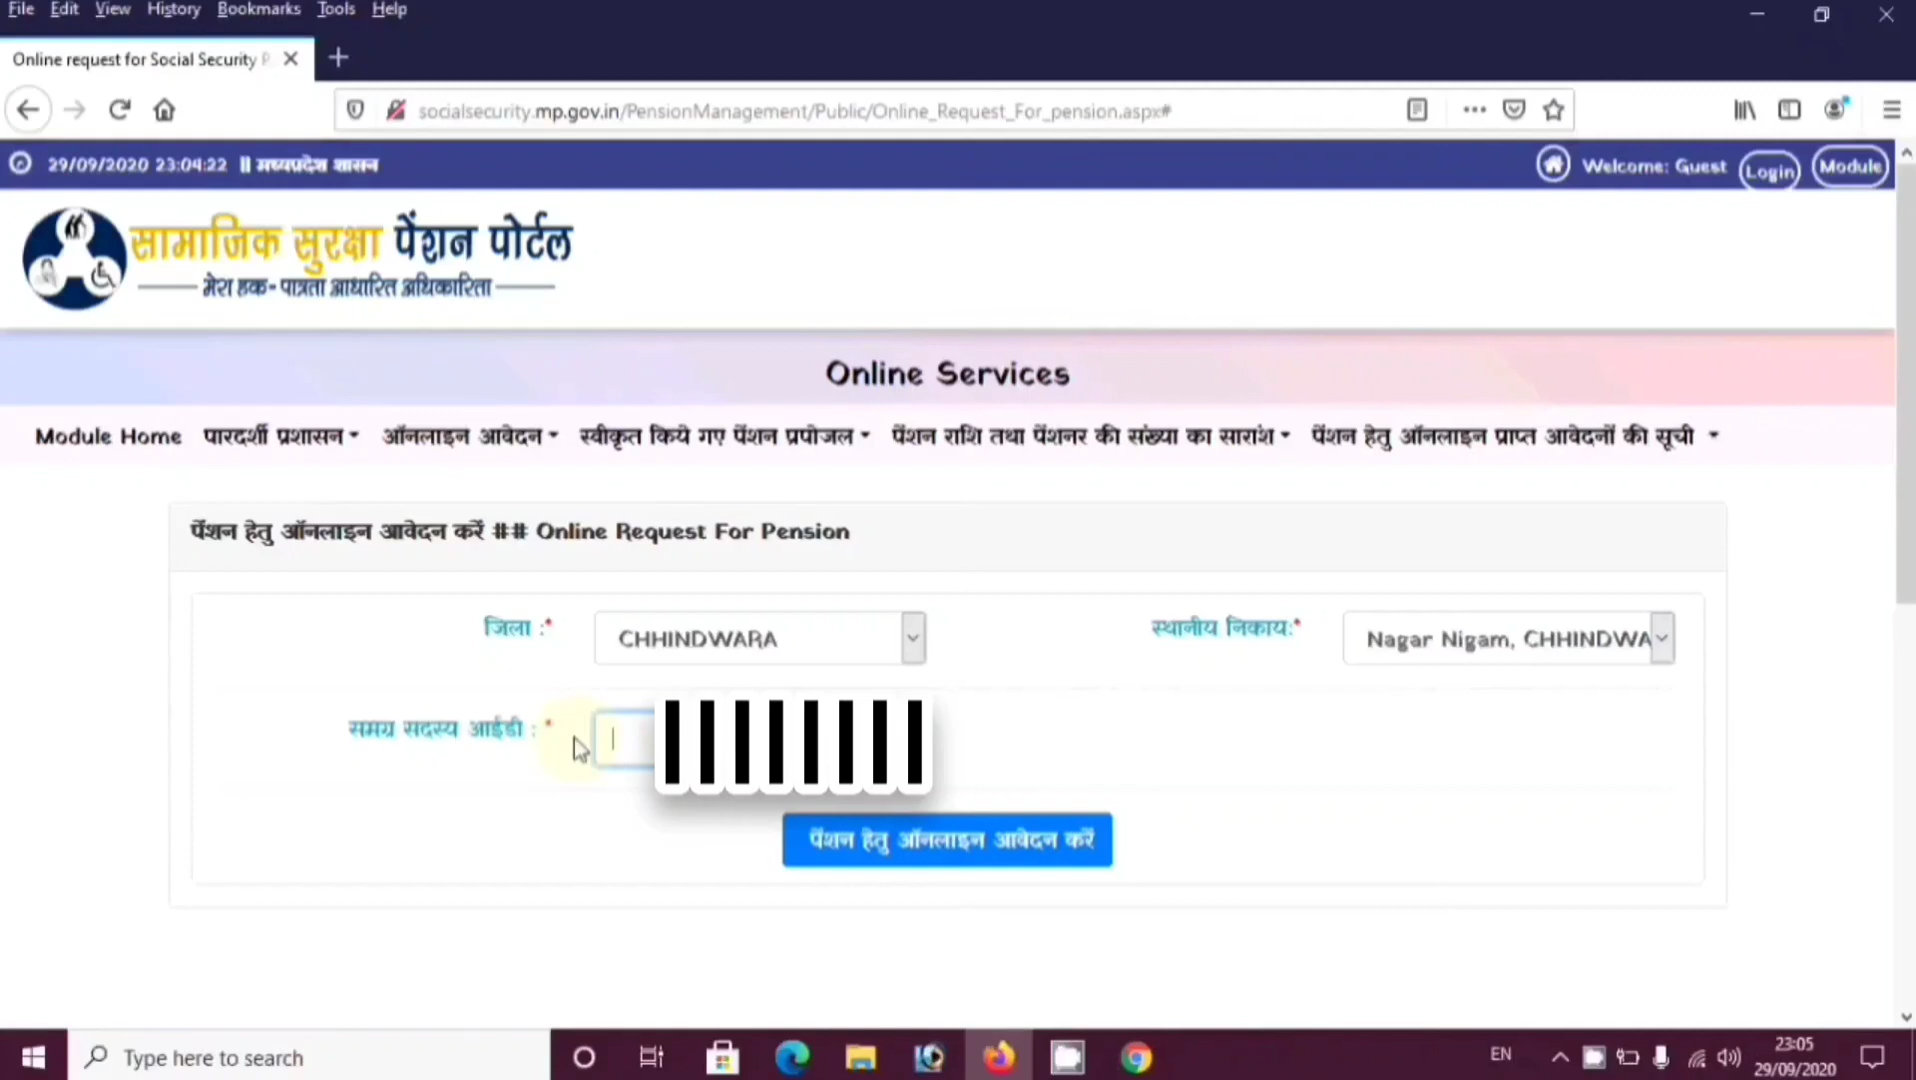 File Edit View History Bookmarks Tools Help
Online request for Social Security P
socialsecurity.mp.gov.in/PensionManagement/Public/Online_Request_For_pension.aspx#
29/09/2020 23:04:22 || मध्यप्रदेश शासन
Welcome: Guest Login Module
सामाजिक सुरक्षा पेंशन पोर्टल
मेरा हक- पात्रता आधारित अधिकारिता
Online Services
Module Home पारदर्शी प्रशासन ऑनलाइन आवेदन स्वीकृत किये गए पेंशन प्रपोजल पेंशन राशि तथा पेंशनर की संख्या का सारांश पेंशन हेतु ऑनलाइन प्राप्त आवेदनों की सूची
पेंशन हेतु ऑनलाइन आवेदन करें ## Online Request For Pension
जिला :* CHHINDWARA स्थानीय निकाय:* Nagar Nigam, CHHINDWA
समग्र सदस्य आईडी : *
पेंशन हेतु ऑनलाइन आवेदन करें
Type here to search
EN
23:05
29/09/2020